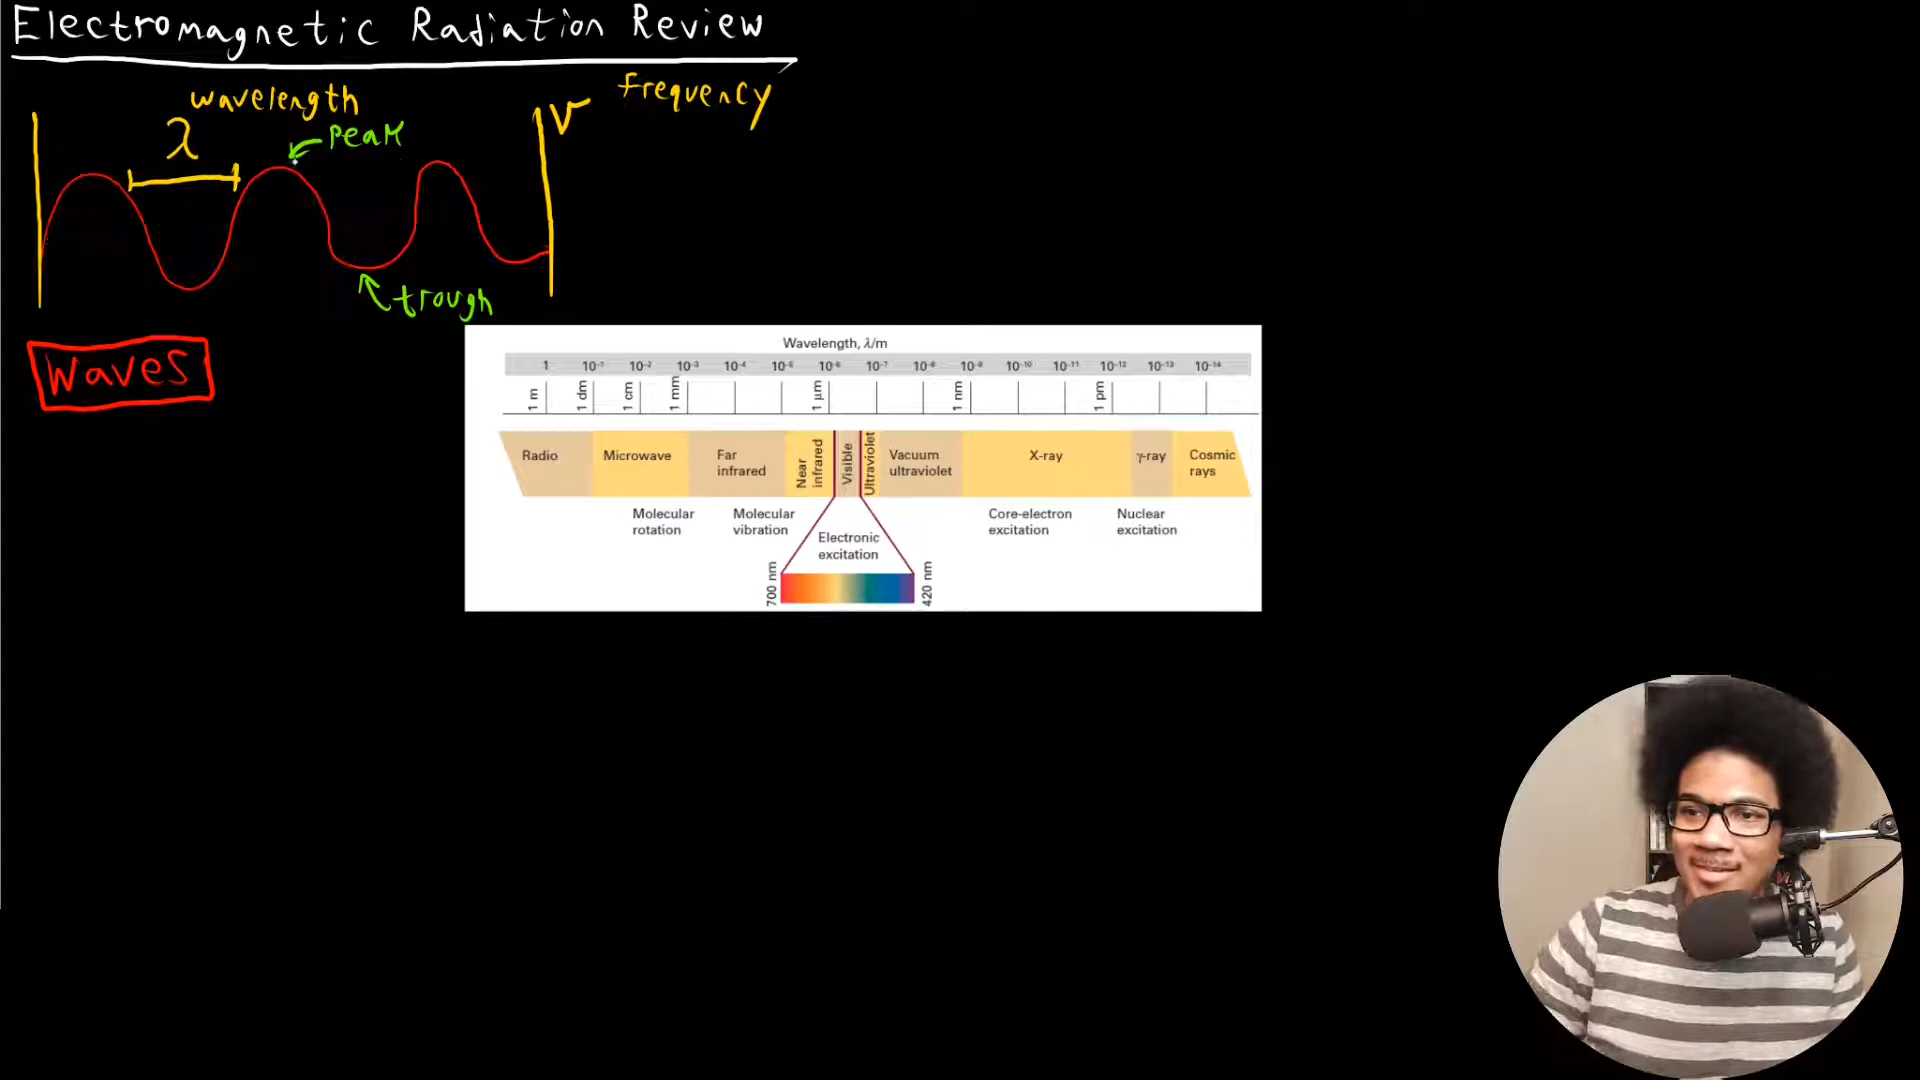 Electromagnetic Radiation Review
wavelength
λ
peak
ν
frequency
trough
Waves
Wavelength, λ/m
1 10⁻¹ 10⁻² 10⁻³ 10⁻⁴ 10⁻⁵ 10⁻⁶ 10⁻⁷ 10⁻⁸ 10⁻⁹ 10⁻¹⁰ 10⁻¹¹ 10⁻¹² 10⁻¹³ 10⁻¹⁴
1 m 1 dm 1 cm 1 mm 1 μm 1 nm 1 pm
Radio
Microwave
Far
infrared
Near
infrared
Visible
Ultraviolet
Vacuum
ultraviolet
X-ray
γ-ray
Cosmic
rays
Molecular
rotation
Molecular
vibration
Electronic
excitation
Core-electron
excitation
Nuclear
excitation
700 nm
420 nm